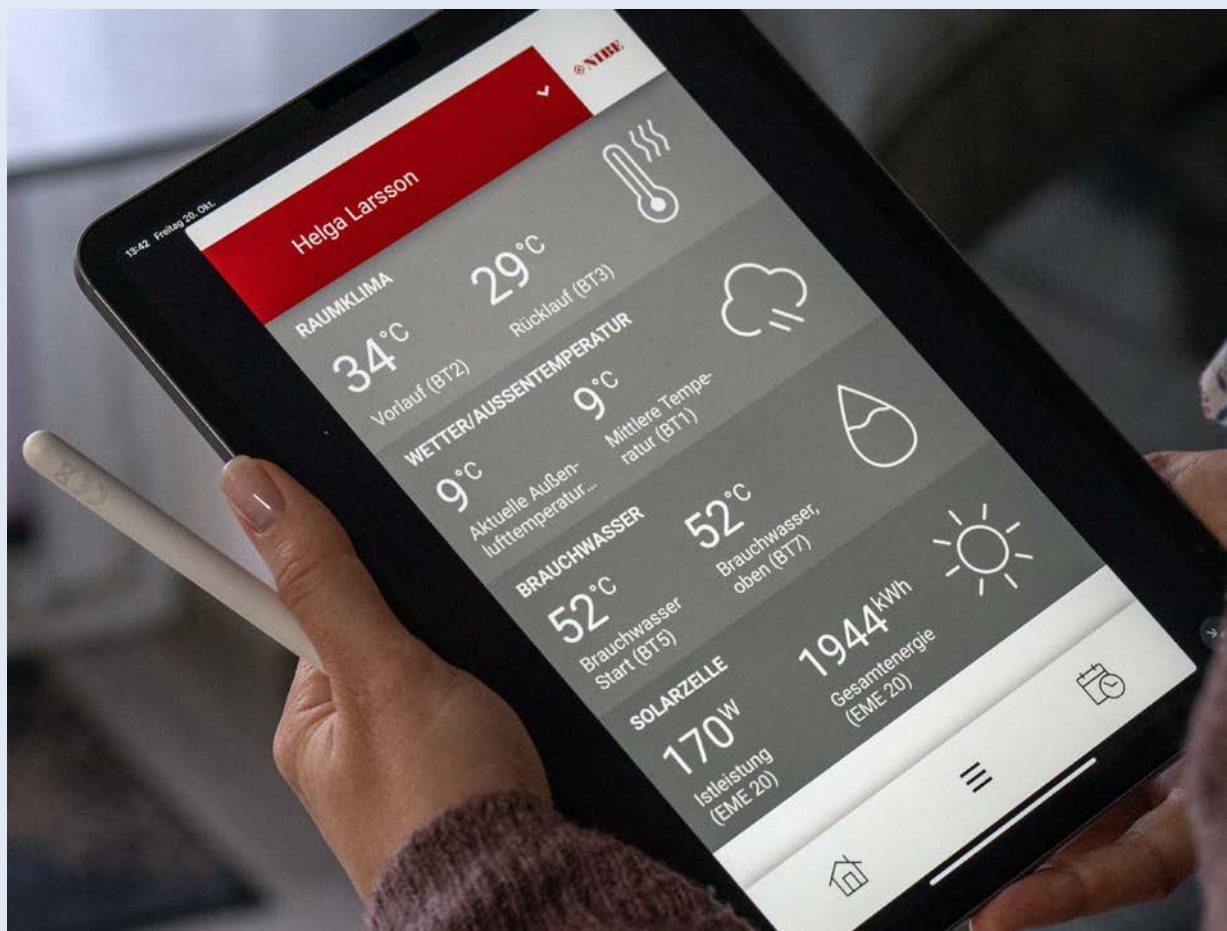 13:42 Freitag 20. Okt.
NIBE
Helga Larsson
RAUMKLIMA
34°C
Vorlauf (BT2)
29°C
Rücklauf (BT3)
WETTER/AUSSENTEMPERATUR
9°C
Aktuelle Außen-
lufttemperatur...
9°C
Mittlere Tempe-
ratur (BT1)
BRAUCHWASSER
52°C
Brauchwasser
Start (BT5)
52°C
Brauchwasser,
oben (BT7)
SOLARZELLE
170W
Istleistung
(EME 20)
1944kWh
Gesamtenergie
(EME 20)